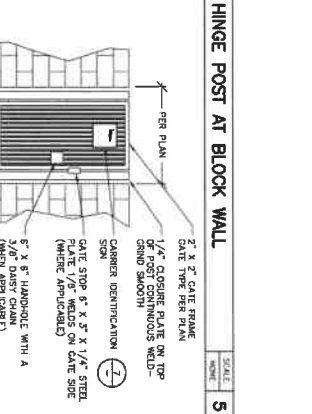 HINGE POST AT BLOCK WALL
SCALE
NONE
5
PER PLAN
2" X 2" GATE FRAME
GATE TYPE PER PLAN
1/4" CLOSURE PLATE ON TOP
OF POST CONTINUOUS WELD-
GRIND SMOOTH
CARRIER IDENTIFICATION
SIGN
GATE STOP 6" X 3" X 1/4" STEEL
PLATE 1/8" WELDS ON GATE SIDE
(WHERE APPLICABLE)
6" X 6" HANDHOLE WITH A
3/8" DAISY CHAIN
(WHEN APPLICABLE)